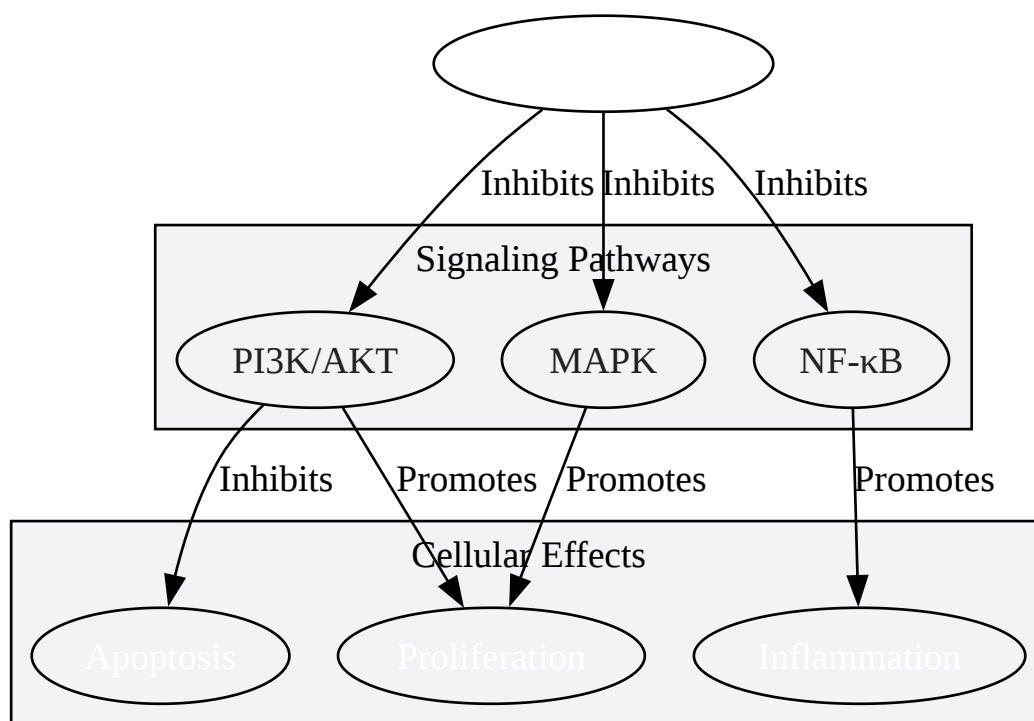 Inhibits Inhibits Inhibits
Signaling Pathways
PI3K/AKT MAPK NF-κB
Inhibits Promotes Promotes Promotes
Cellular Effects
Apoptosis Proliferation Inflammation